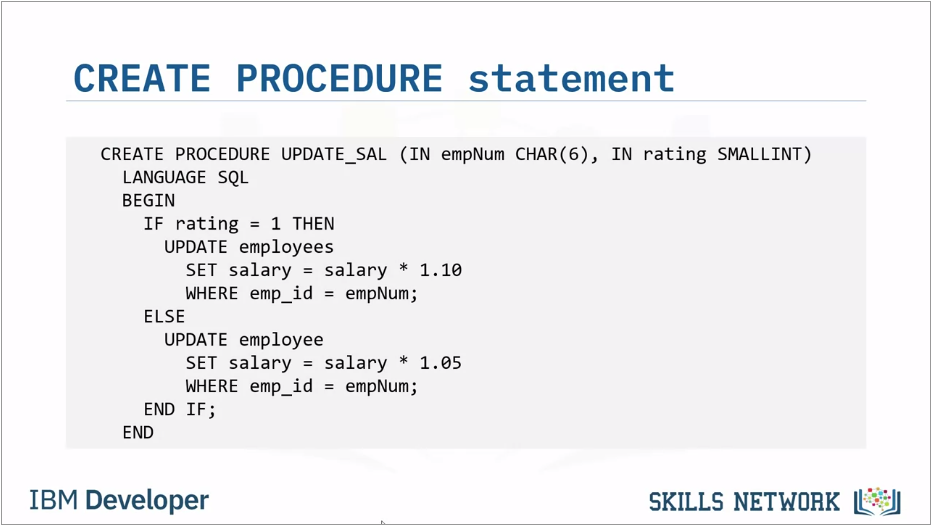 CREATE PROCEDURE statement
CREATE PROCEDURE UPDATE_SAL (IN empNum CHAR(6), IN rating SMALLINT)
LANGUAGE SQL
BEGIN
IF rating = 1 THEN
UPDATE employees
SET salary = salary * 1.10
WHERE emp_id = empNum;
ELSE
UPDATE employee
SET salary = salary * 1.05
WHERE emp_id = empNum;
END IF;
END
IBM Developer
SKILLS NETWORK